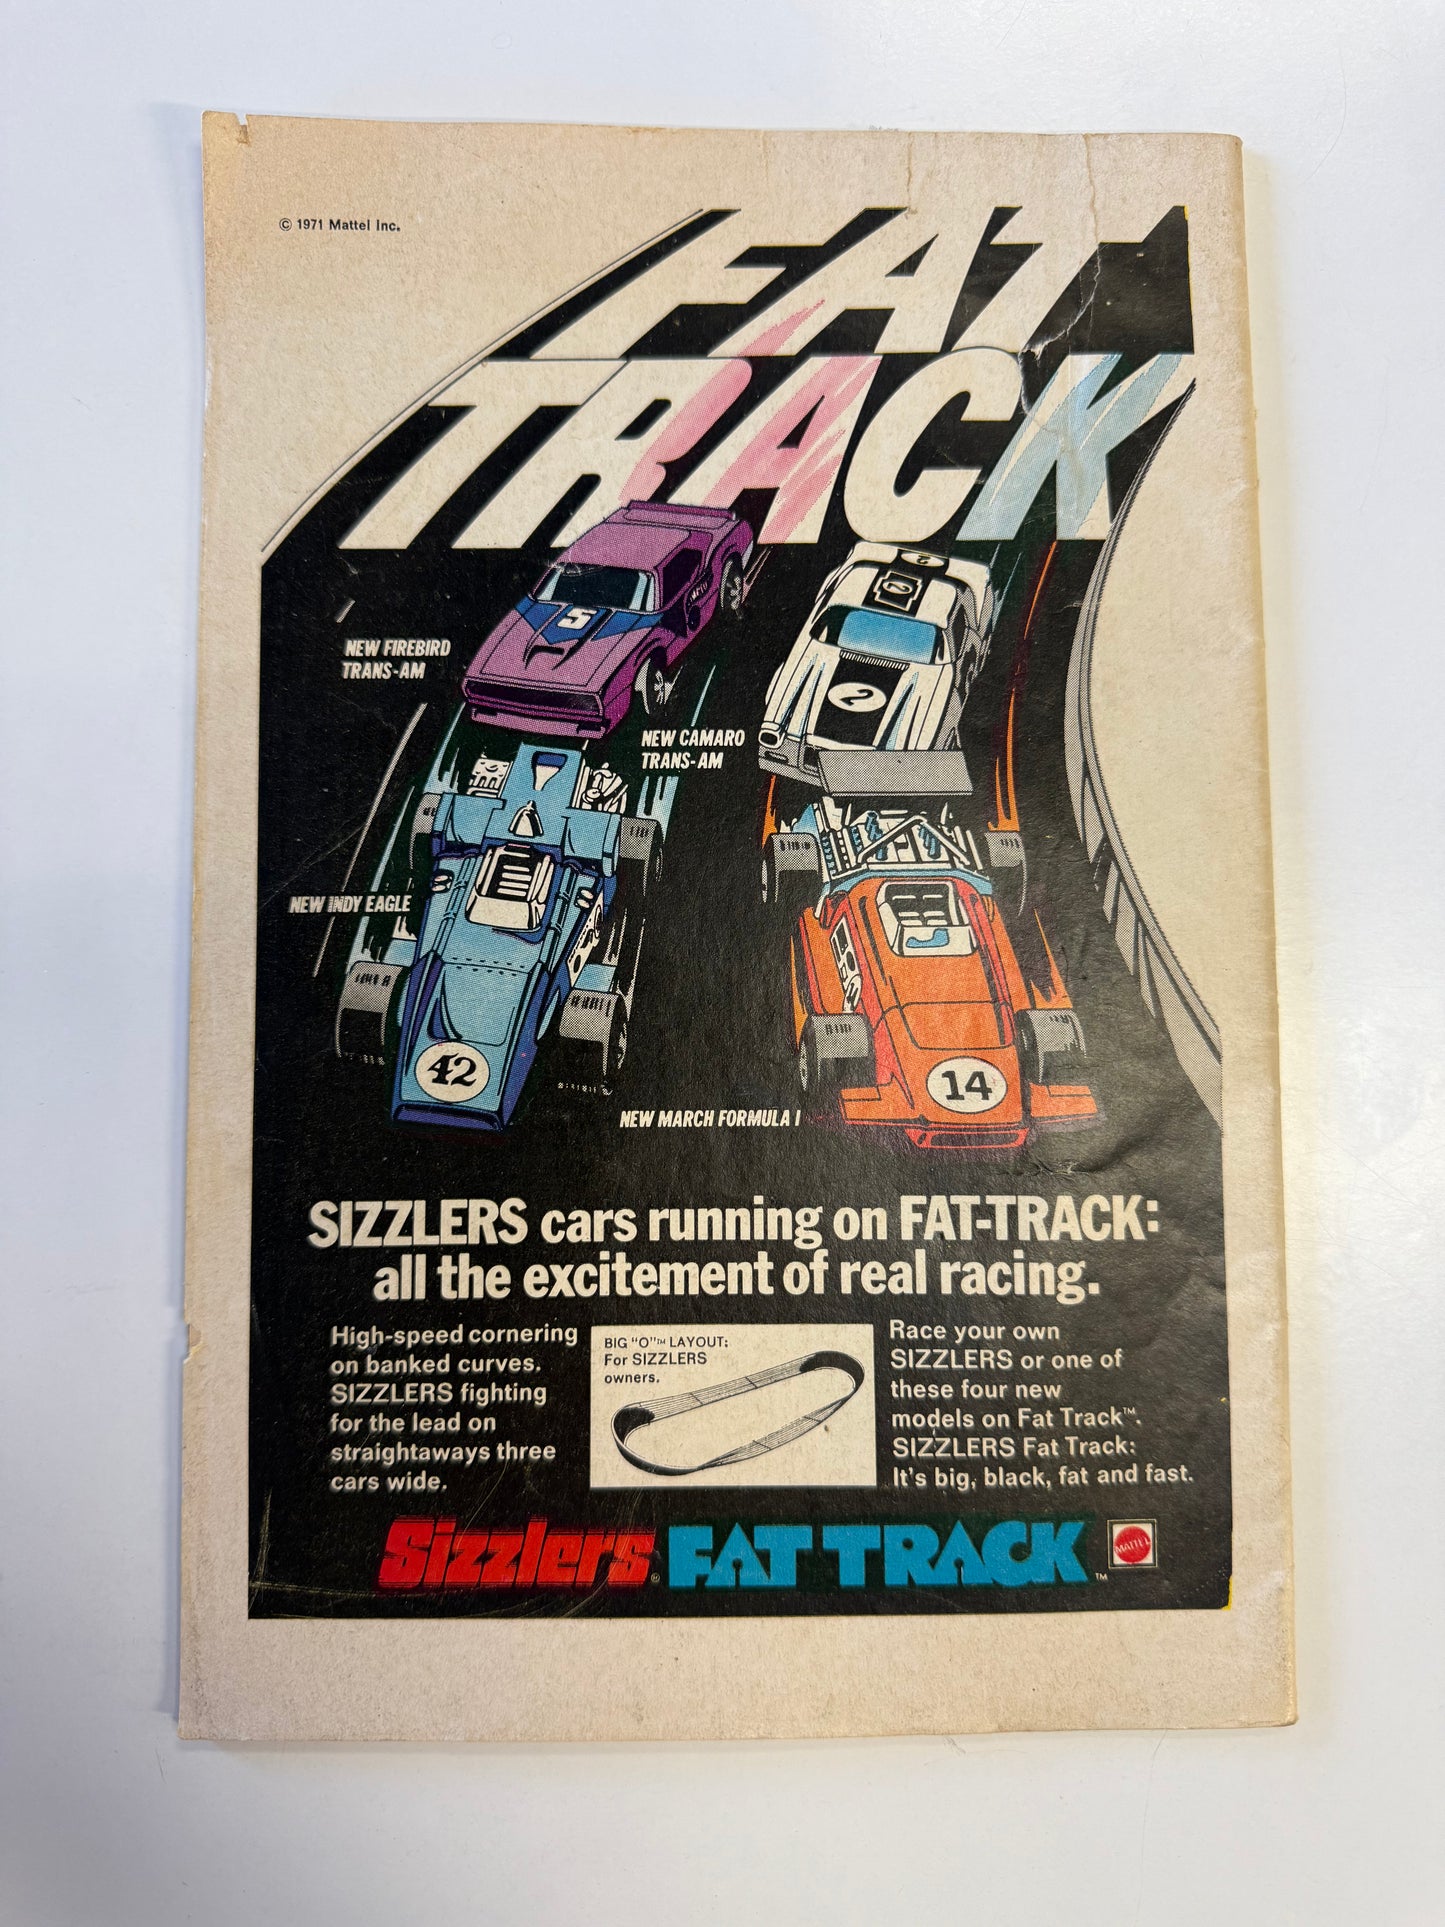 © 1971 Mattel Inc.
FAT
TRACK
5
2
2
2
NEW FIREBIRD
TRANS-AM
NEW CAMARO
TRANS-AM
NEW INDY EAGLE
42
14
NEW MARCH FORMULA I
SIZZLERS cars running on FAT-TRACK:
all the excitement of real racing.
High-speed cornering
on banked curves.
SIZZLERS fighting
for the lead on
straightaways three
cars wide.
BIG "O"™ LAYOUT:
For SIZZLERS
owners.
Race your own
SIZZLERS or one of
these four new
models on Fat Track™.
SIZZLERS Fat Track:
It's big, black, fat and fast.
Sizzlers® FAT TRACK™ MATTEL